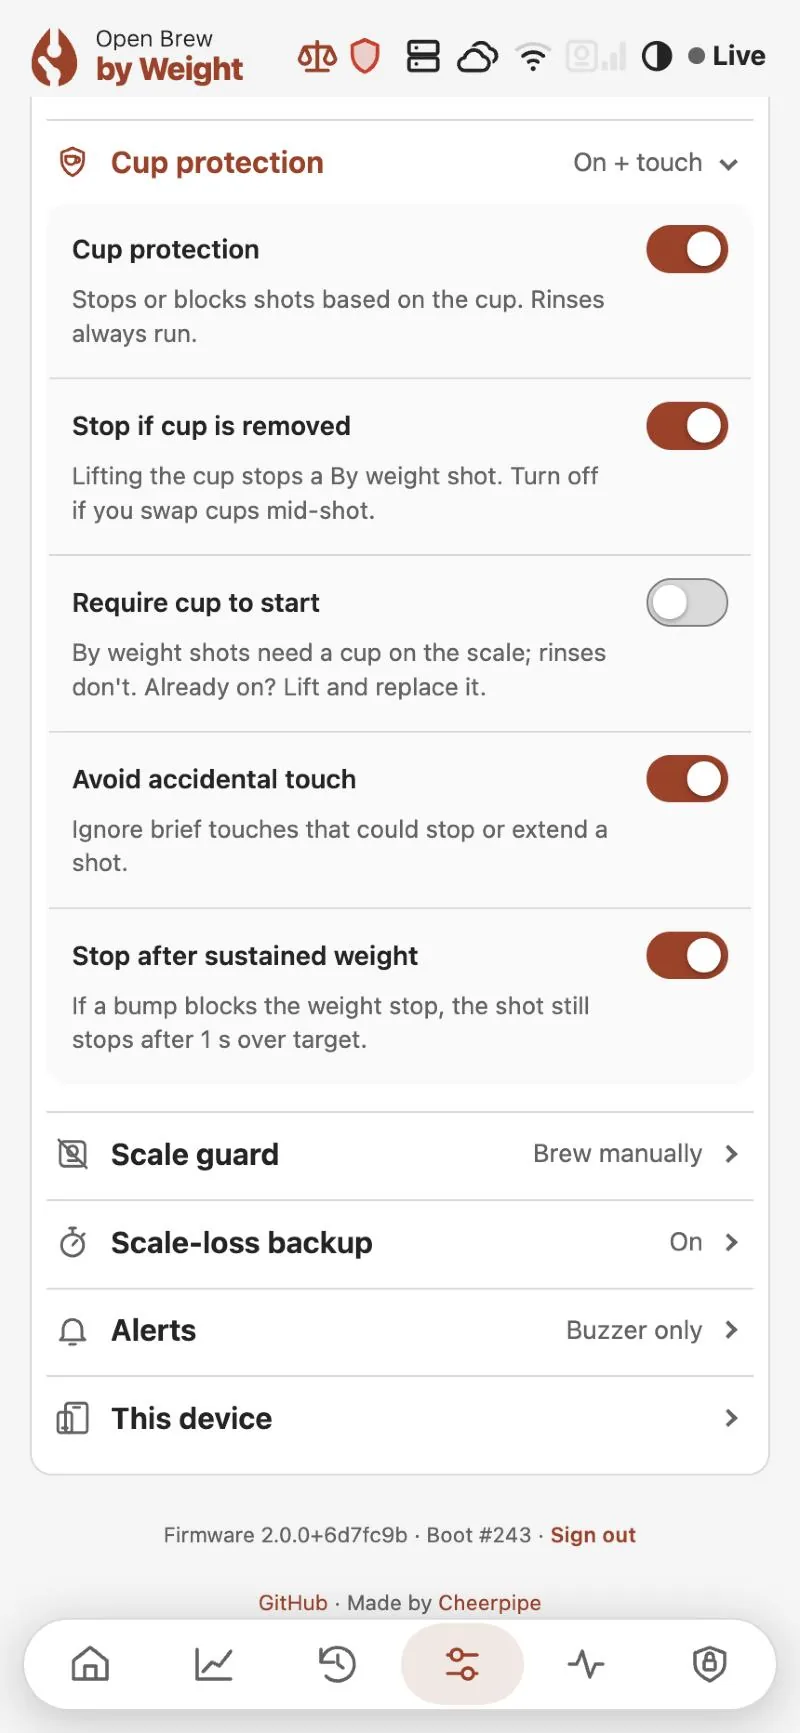 Open Brew
by Weight
Live
Cup protection
On + touch
Cup protection
Stops or blocks shots based on the cup. Rinses
always run.
Stop if cup is removed
Lifting the cup stops a By weight shot. Turn off
if you swap cups mid-shot.
Require cup to start
By weight shots need a cup on the scale; rinses
don't. Already on? Lift and replace it.
Avoid accidental touch
Ignore brief touches that could stop or extend a
shot.
Stop after sustained weight
If a bump blocks the weight stop, the shot still
stops after 1 s over target.
Scale guard
Brew manually
Scale-loss backup
On
Alerts
Buzzer only
This device
Firmware 2.0.0+6d7fc9b · Boot #243 · Sign out
GitHub · Made by Cheerpipe